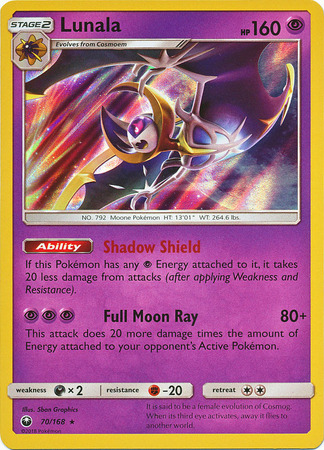 STAGE2 Lunala HP160
Evolves from Cosmoem
NO. 792 Moone Pokémon HT: 13'01" WT: 264.6 lbs.
Ability Shadow Shield
If this Pokémon has any Energy attached to it, it takes
20 less damage from attacks (after applying Weakness and
Resistance).
Full Moon Ray 80+
This attack does 20 more damage times the amount of
Energy attached to your opponent's Active Pokémon.
weakness ×2 resistance -20 retreat
Illus. 5ban Graphics
70/168 ★
©2018 Pokémon
It is said to be a female evolution of Cosmog.
When its third eye activates, away it flies to
another world.